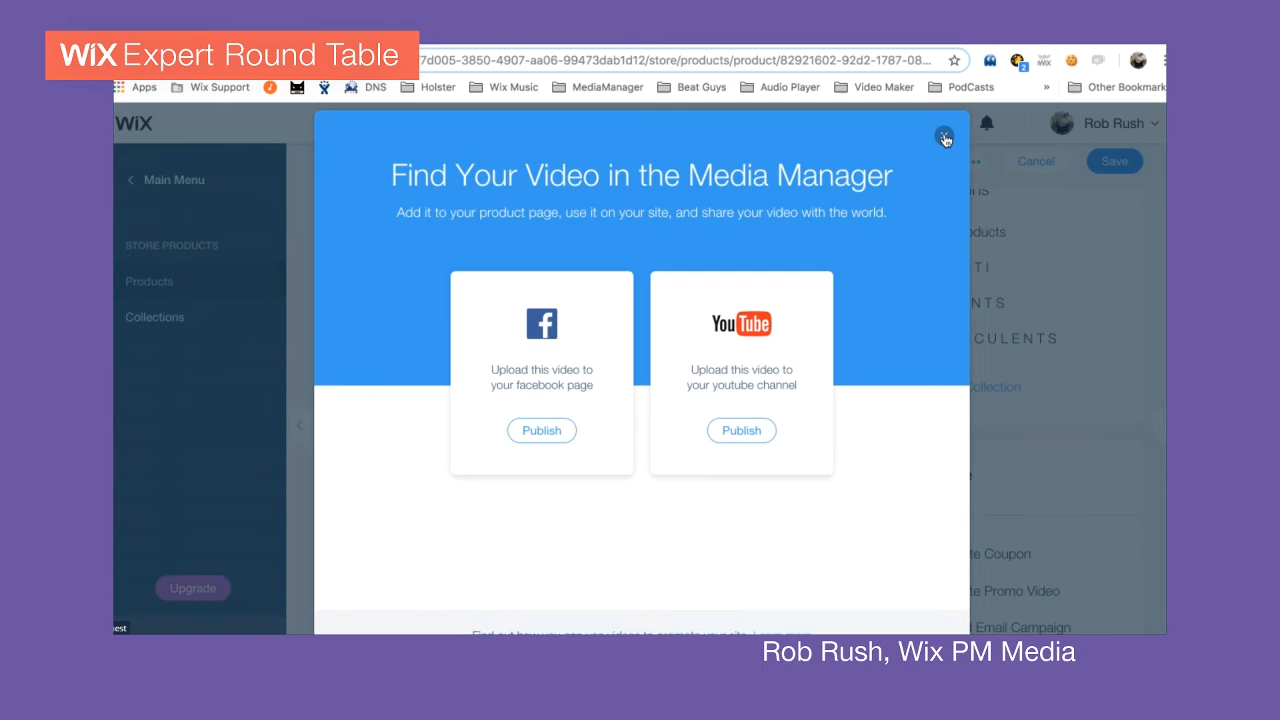 WiX Expert Round Table
7d005-3850-4907-aa06-99473dab1d12/store/products/product/82921602-92d2-1787-08...
2
WiX
Apps
Wix Support
DNS
Holster
Wix Music
MediaManager
Beat Guys
Audio Player
Video Maker
PodCasts
»
Other Bookmark
WiX
Rob Rush
Main Menu
Cancel
Save
Find Your Video in the Media Manager
Add it to your product page, use it on your site, and share your video with the world.
STORE PRODUCTS
Products
Collections
oducts
T I
N T S
C U L E N T S
ollection
f
YouTube
Upload this video to
your facebook page
Publish
Upload this video to
your youtube channel
Publish
te Coupon
te Promo Video
d Email Campaign
Upgrade
uest
Rob Rush, Wix PM Media